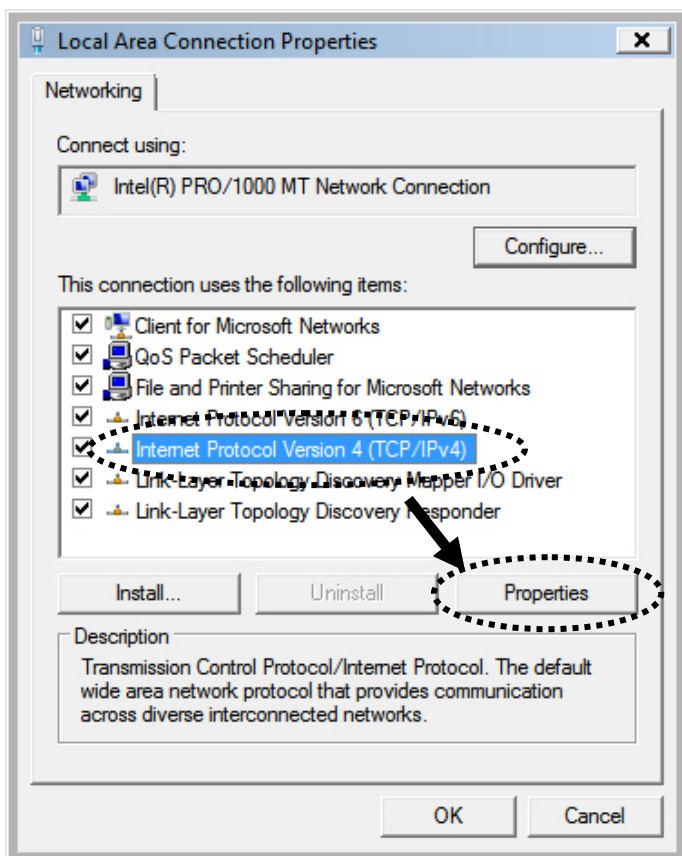 Local Area Connection Properties
Networking
Connect using:
Intel(R) PRO/1000 MT Network Connection
Configure...
This connection uses the following items:
Client for Microsoft Networks
QoS Packet Scheduler
File and Printer Sharing for Microsoft Networks
Internet Protocol Version 6 (TCP/IPv6)
Internet Protocol Version 4 (TCP/IPv4)
Link-Layer Topology Discovery Mapper I/O Driver
Link-Layer Topology Discovery Responder
Install... Uninstall Properties
Description
Transmission Control Protocol/Internet Protocol. The default
wide area network protocol that provides communication
across diverse interconnected networks.
OK Cancel